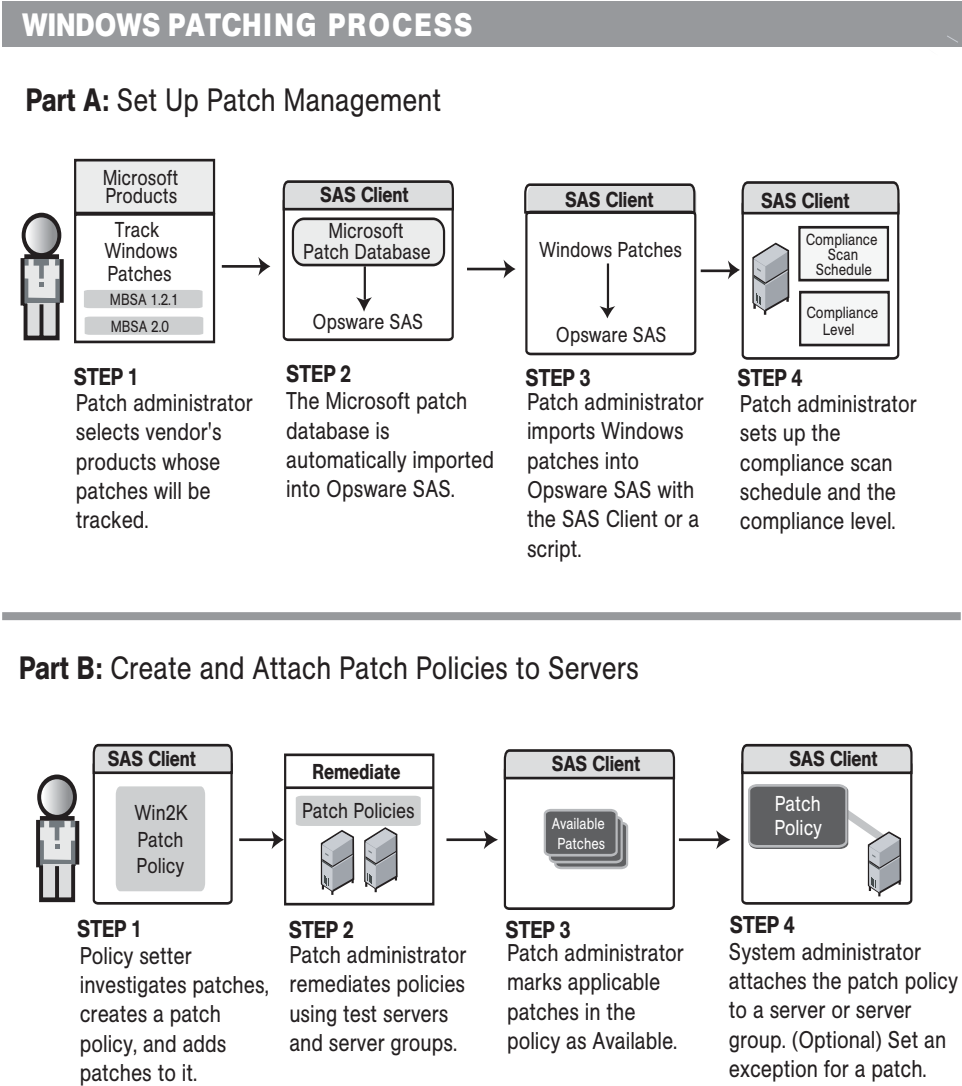 WINDOWS PATCHING PROCESS
Part A: Set Up Patch Management
Microsoft
Products
Track
Windows
Patches
MBSA 1.2.1
MBSA 2.0
SAS Client
Microsoft
Patch Database
Opsware SAS
SAS Client
Windows Patches
Opsware SAS
SAS Client
Compliance
Scan
Schedule
Compliance
Level
STEP 1
Patch administrator
selects vendor's
products whose
patches will be
tracked.
STEP 2
The Microsoft patch
database is
automatically imported
into Opsware SAS.
STEP 3
Patch administrator
imports Windows
patches into
Opsware SAS with
the SAS Client or a
script.
STEP 4
Patch administrator
sets up the
compliance scan
schedule and the
compliance level.
Part B: Create and Attach Patch Policies to Servers
SAS Client
Win2K
Patch
Policy
Remediate
Patch Policies
SAS Client
Available
Patches
SAS Client
Patch
Policy
STEP 1
Policy setter
investigates patches,
creates a patch
policy, and adds
patches to it.
STEP 2
Patch administrator
remediates policies
using test servers
and server groups.
STEP 3
Patch administrator
marks applicable
patches in the
policy as Available.
STEP 4
System administrator
attaches the patch policy
to a server or server
group. (Optional) Set an
exception for a patch.